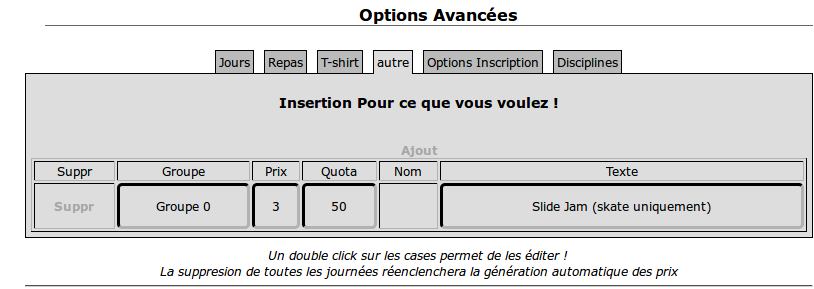 Options Avancées
Jours Repas T-shirt autre Options Inscription Disciplines
Insertion Pour ce que vous voulez !
Ajout
Suppr Groupe Prix Quota Nom Texte
Suppr Groupe 0 3 50 Slide Jam (skate uniquement)
Un double click sur les cases permet de les éditer !
La suppresion de toutes les journées réenclenchera la génération automatique des prix